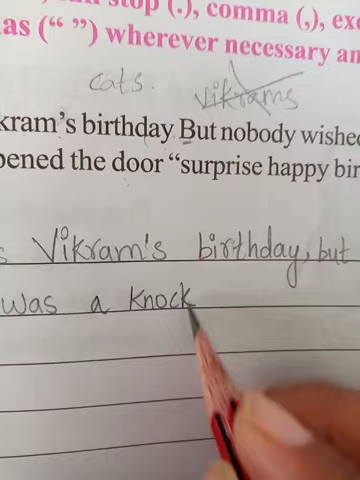 stop (.), comma (,), exc
as (“ ”) wherever necessary an
cats. Vikrams
kram's birthday But nobody wished
pened the door “surprise happy bir
s Vikram's birthday, but
was a knock